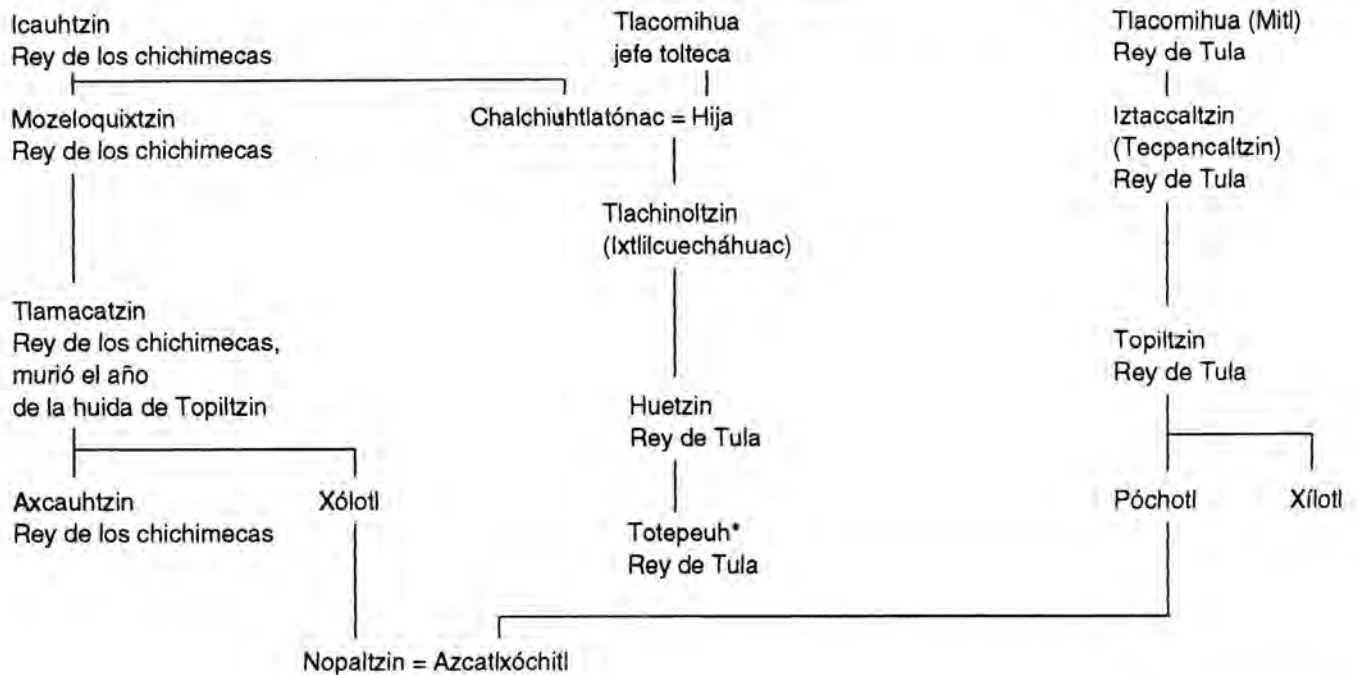 Icauhtzin
Rey de los chichimecas
Tlacomihua
jefe tolteca
Tlacomihua (Mitl)
Rey de Tula
Mozeloquixtzin
Rey de los chichimecas
Chalchiuhtlatónac = Hija
Iztaccaltzin
(Tecpancaltzin)
Rey de Tula
Tlachinoltzin
(Ixtlilcuecháhuac)
Tlamacatzin
Rey de los chichimecas,
murió el año
de la huida de Topiltzin
Huetzin
Rey de Tula
Topiltzin
Rey de Tula
Axcauhtzin
Rey de los chichimecas
Xólotl
Totepeuh*
Rey de Tula
Póchotl
Xílotl
Nopaltzin = Azcatlxóchitl